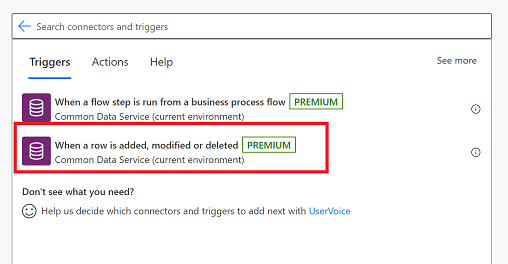 Search connectors and triggers
Triggers Actions Help See more
When a flow step is run from a business process flow PREMIUM
Common Data Service (current environment)
When a row is added, modified or deleted PREMIUM
Common Data Service (current environment)
Don't see what you need?
Help us decide which connectors and triggers to add next with UserVoice